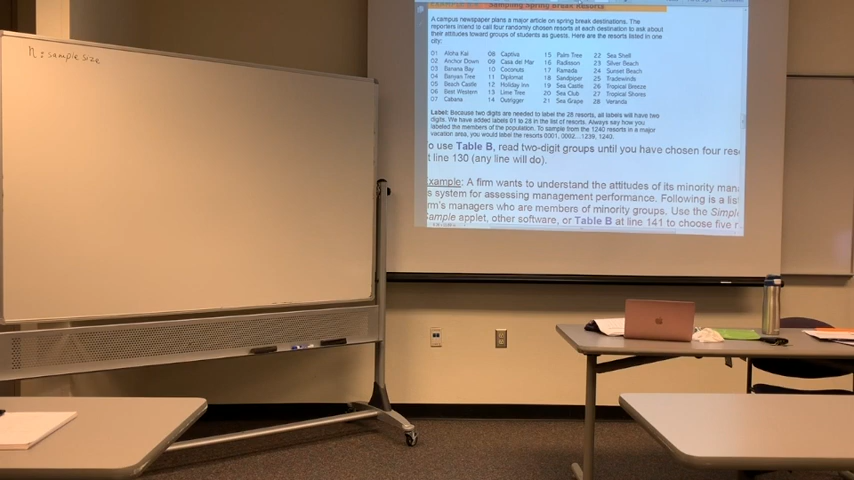 n: sample size
Sampling Spring Break Resorts
A campus newspaper plans a major article on spring break destinations. The
reporters intend to call four randomly chosen resorts at each destination to ask about
their attitudes toward groups of students as guests. Here are the resorts listed in one
city:
01 Aloha Kai 08 Captiva 15 Palm Tree 22 Sea Shell
02 Anchor Down 09 Casa del Mar 16 Radisson 23 Silver Beach
03 Banana Bay 10 Coconuts 17 Ramada 24 Sunset Beach
04 Banyan Tree 11 Diplomat 18 Sandpiper 25 Tradewinds
05 Beach Castle 12 Holiday Inn 19 Sea Castle 26 Tropical Breeze
06 Best Western 13 Lime Tree 20 Sea Club 27 Tropical Shores
07 Cabana 14 Outrigger 21 Sea Grape 28 Veranda
Label: Because two digits are needed to label the 28 resorts, all labels will have two
digits. We have added labels 01 to 28 in the list of resorts. Always say how you
labeled the members of the population. To sample from the 1240 resorts in a major
vacation area, you would label the resorts 0001, 0002, ... 1239, 1240.
o use Table B, read two-digit groups until you have chosen four res
t line 130 (any line will do).
xample: A firm wants to understand the attitudes of its minority man
s system for assessing management performance. Following is a lis
rm's managers who are members of minority groups. Use the Simple
Sample applet, other software, or Table B at line 141 to choose five